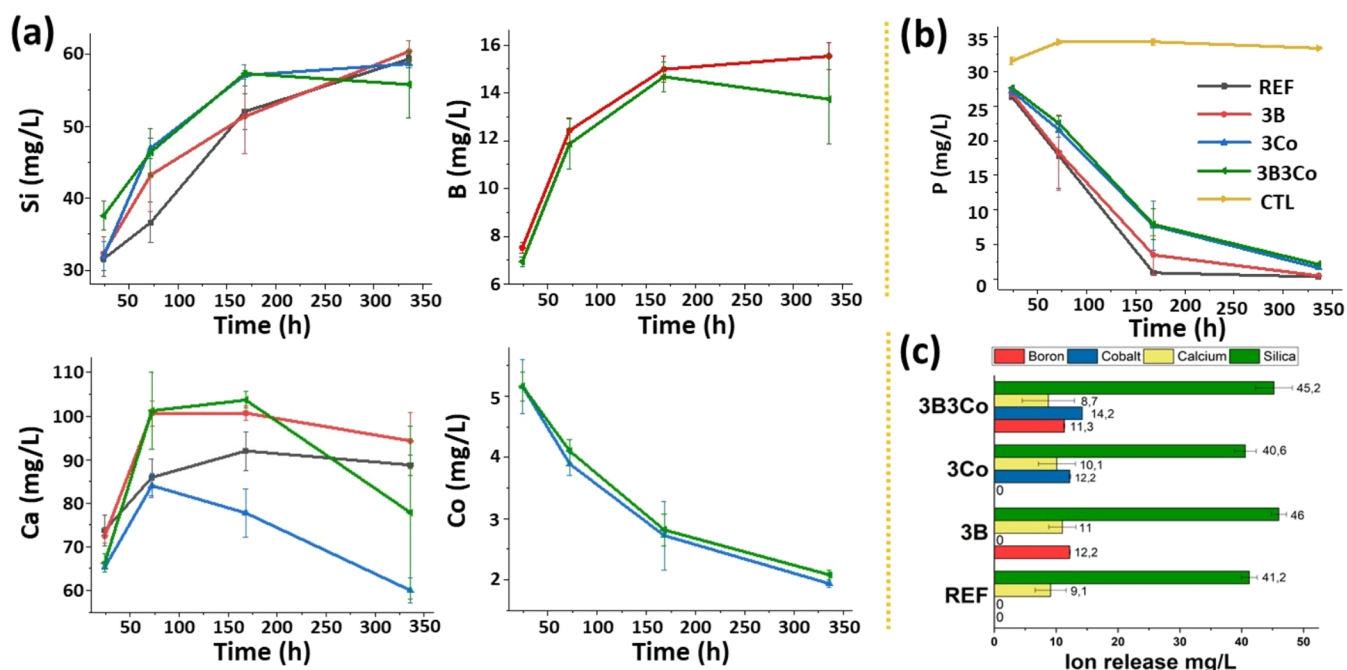 (a)
Si (mg/L)
60
50
40
30
50 100 150 200 250 300 350
Time (h)
B (mg/L)
16
14
12
10
8
6
50 100 150 200 250 300 350
Time (h)
Ca (mg/L)
110
100
90
80
70
60
50 100 150 200 250 300 350
Time (h)
Co (mg/L)
5
4
3
2
50 100 150 200 250 300 350
Time (h)
(b)
P (mg/L)
35
30
25
20
15
10
5
0
50 100 150 200 250 300 350
Time (h)
REF
3B
3Co
3B3Co
CTL
(c)
Boron Cobalt Calcium Silica
3B3Co
45,2
8,7
14,2
11,3
3Co
40,6
10,1
12,2
0
3B
46
11
0
12,2
REF
41,2
9,1
0
0
0 10 20 30 40 50
Ion release mg/L